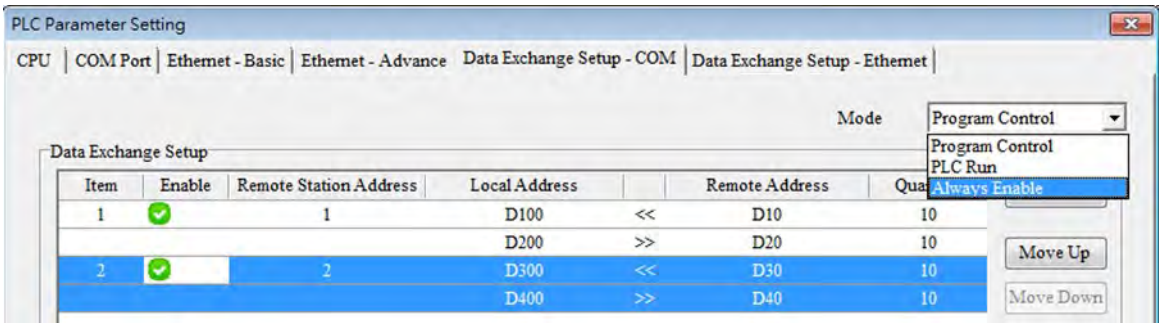 PLC Parameter Setting
CPU COM Port Ethernet - Basic Ethernet - Advance Data Exchange Setup - COM Data Exchange Setup - Ethernet
Mode Program Control
Program Control
PLC Run
Always Enable
Data Exchange Setup
Item Enable Remote Station Address Local Address Remote Address
1 1 D100 << D10 10
D200 >> D20 10
2 2 D300 << D30 10
D400 >> D40 10
Move Up
Move Down